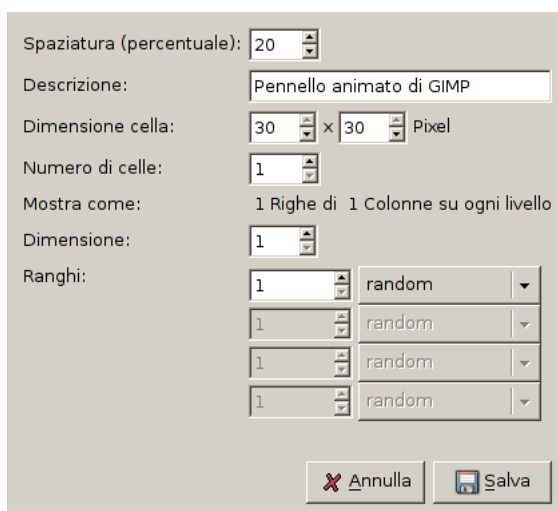 Spaziatura (percentuale): 20
Descrizione: Pennello animato di GIMP
Dimensione cella: 30 x 30 Pixel
Numero di celle: 1
Mostra come: 1 Righe di 1 Colonne su ogni livello
Dimensione: 1
Ranghi: 1 random
1 random
1 random
1 random
Annulla Salva